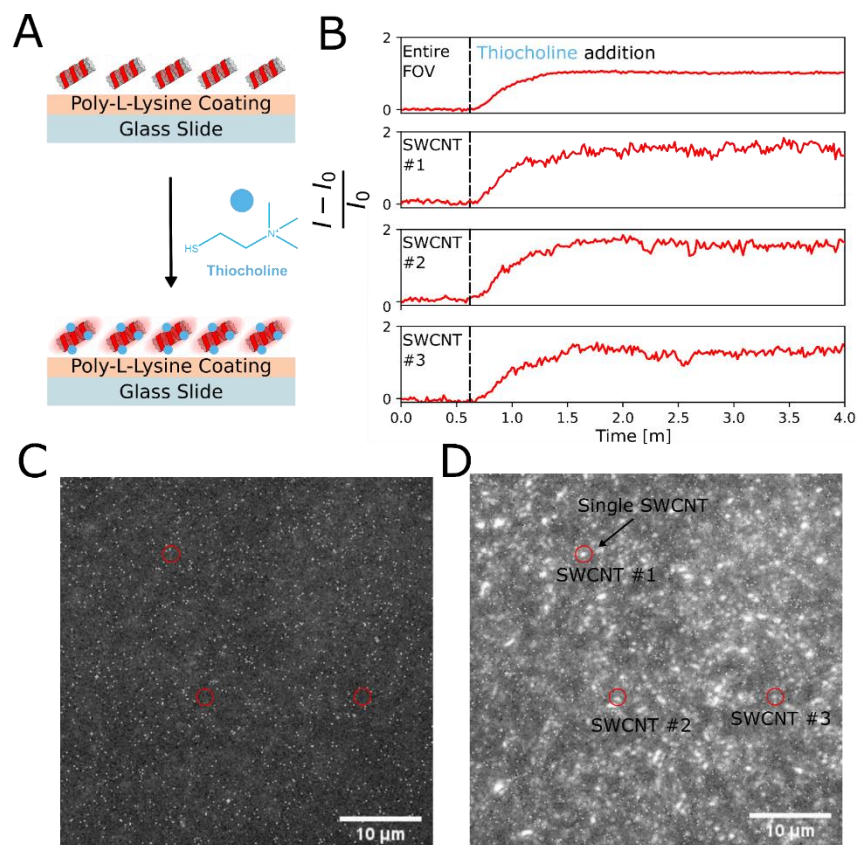 A
Poly-L-Lysine Coating
Glass Slide
HS
N+
Thiocholine
Poly-L-Lysine Coating
Glass Slide
B
I − I0
I0
2
0
Entire
FOV
Thiocholine addition
2
0
SWCNT
#1
2
0
SWCNT
#2
2
0
SWCNT
#3
0.0 0.5 1.0 1.5 2.0 2.5 3.0 3.5 4.0
Time [m]
C
10 μm
D
Single SWCNT
SWCNT #1
SWCNT #2
SWCNT #3
10 μm